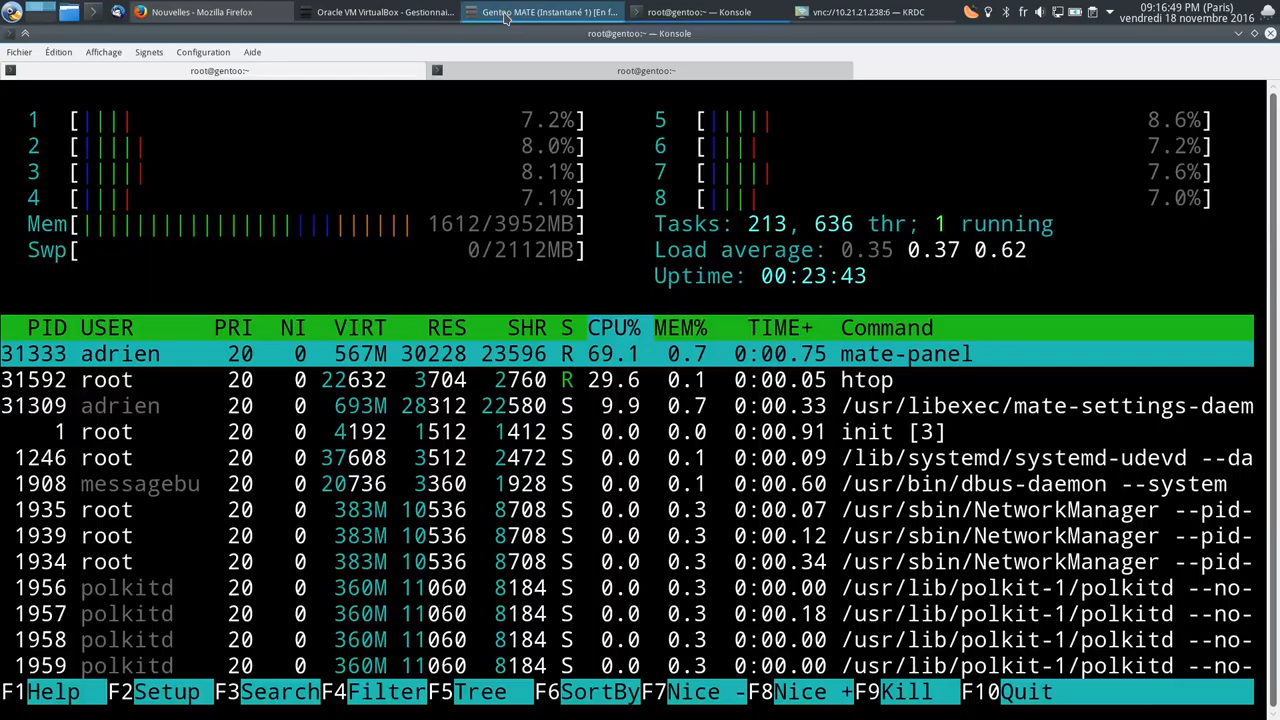 Nouvelles - Mozilla Firefox
Oracle VM VirtualBox - Gestionnai...
Gentoo MATE (Instantané 1) [En f...
root@gentoo:~ — Konsole
vnc://10.21.21.238:6 — KRDC
fr
09:16:49 PM (Paris)
vendredi 18 novembre 2016
root@gentoo:~ — Konsole
Fichier Édition Affichage Signets Configuration Aide
root@gentoo:~
root@gentoo:~
1 [|||| 7.2%] 5 [||||| 8.6%]
2 [||||| 8.0%] 6 [|||| 7.2%]
3 [||||| 8.1%] 7 [||||| 7.6%]
4 [|||| 7.1%] 8 [|||| 7.0%]
Mem[||||||||||||||||||||||||| 1612/3952MB] Tasks: 213, 636 thr; 1 running
Swp[ 0/2112MB] Load average: 0.35 0.37 0.62
Uptime: 00:23:43
PID USER PRI NI VIRT RES SHR S CPU% MEM% TIME+ Command
31333 adrien 20 0 567M 30228 23596 R 69.1 0.7 0:00.75 mate-panel
31592 root 20 0 22632 3704 2760 R 29.6 0.1 0:00.05 htop
31309 adrien 20 0 693M 28312 22580 S 9.9 0.7 0:00.33 /usr/libexec/mate-settings-daem
1 root 20 0 4192 1512 1412 S 0.0 0.0 0:00.91 init [3]
1246 root 20 0 37608 3512 2472 S 0.0 0.1 0:00.09 /lib/systemd/systemd-udevd --da
1908 messagebu 20 0 20736 3360 1928 S 0.0 0.1 0:00.60 /usr/bin/dbus-daemon --system
1935 root 20 0 383M 10536 8708 S 0.0 0.3 0:00.07 /usr/sbin/NetworkManager --pid-
1939 root 20 0 383M 10536 8708 S 0.0 0.3 0:00.12 /usr/sbin/NetworkManager --pid-
1934 root 20 0 383M 10536 8708 S 0.0 0.3 0:00.34 /usr/sbin/NetworkManager --pid-
1956 polkitd 20 0 360M 11060 8184 S 0.0 0.3 0:00.00 /usr/lib/polkit-1/polkitd --no-
1957 polkitd 20 0 360M 11060 8184 S 0.0 0.3 0:00.18 /usr/lib/polkit-1/polkitd --no-
1958 polkitd 20 0 360M 11060 8184 S 0.0 0.3 0:00.00 /usr/lib/polkit-1/polkitd --no-
1959 polkitd 20 0 360M 11060 8184 S 0.0 0.3 0:00.00 /usr/lib/polkit-1/polkitd --no-
F1Help F2Setup F3SearchF4FilterF5Tree F6SortByF7Nice -F8Nice +F9Kill F10Quit